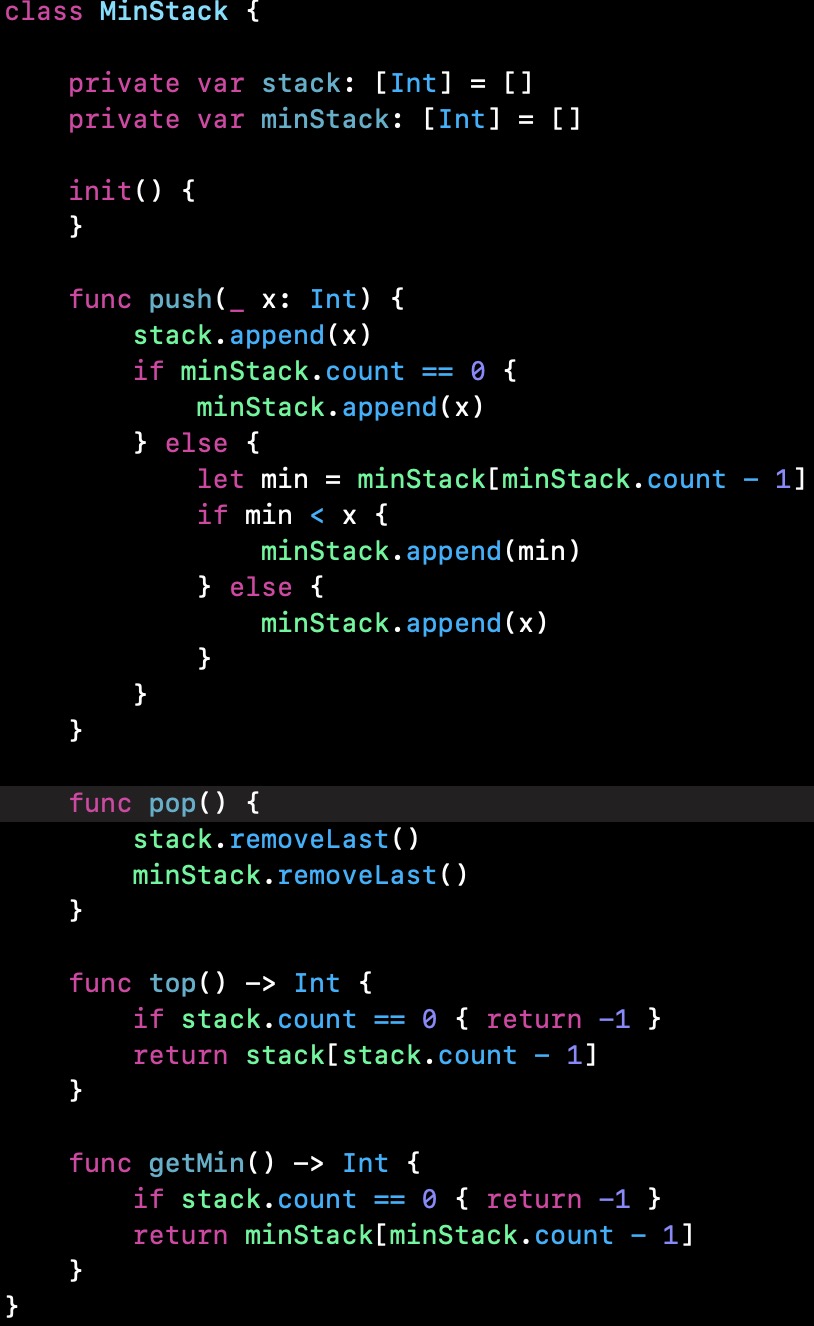 class MinStack {
    private var stack: [Int] = []
    private var minStack: [Int] = []
    init() {
    }
    func push(_ x: Int) {
        stack.append(x)
        if minStack.count == 0 {
            minStack.append(x)
        } else {
            let min = minStack[minStack.count - 1]
            if min < x {
                minStack.append(min)
            } else {
                minStack.append(x)
            }
        }
    }
    func pop() {
        stack.removeLast()
        minStack.removeLast()
    }
    func top() -> Int {
        if stack.count == 0 { return -1 }
        return stack[stack.count - 1]
    }
    func getMin() -> Int {
        if stack.count == 0 { return -1 }
        return minStack[minStack.count - 1]
    }
}